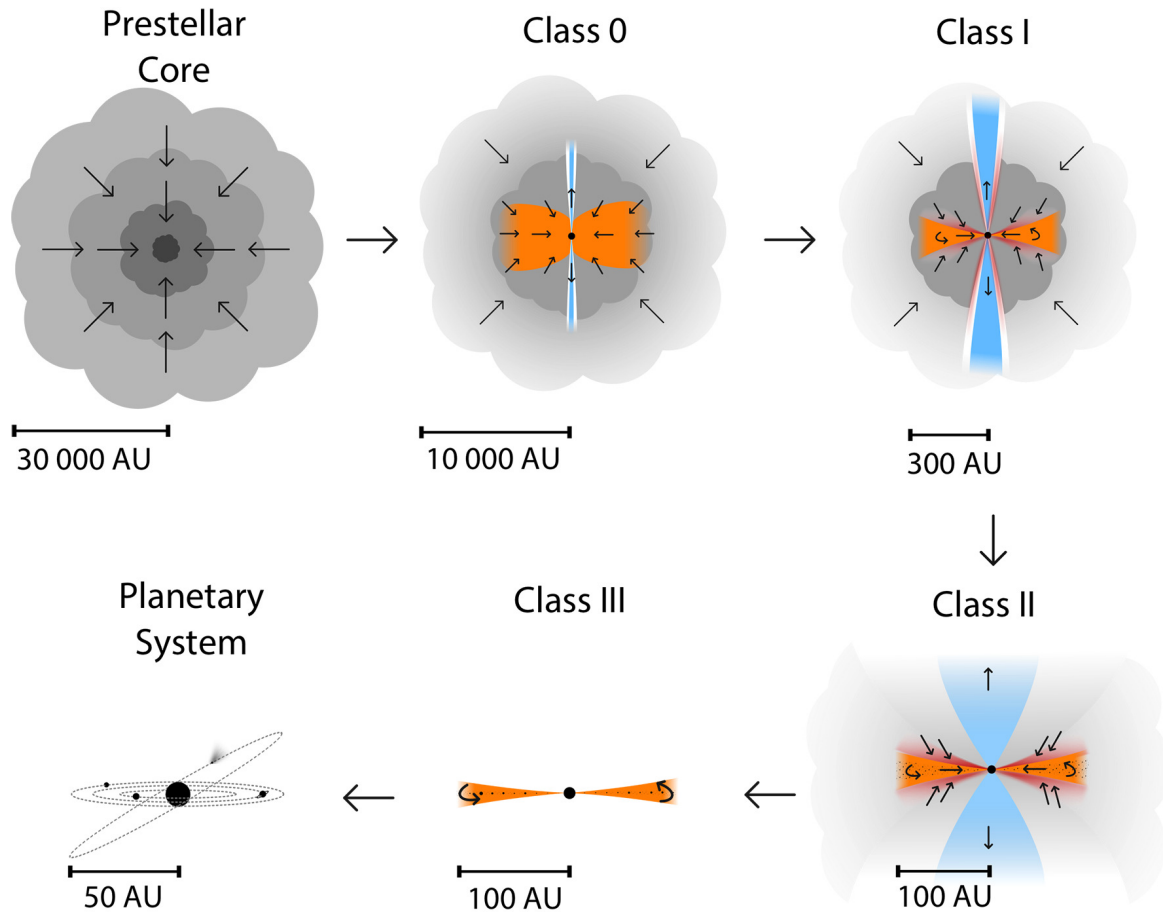 Prestellar
Core
Class 0
Class I
30 000 AU
10 000 AU
300 AU
Planetary
System
Class III
Class II
50 AU
100 AU
100 AU